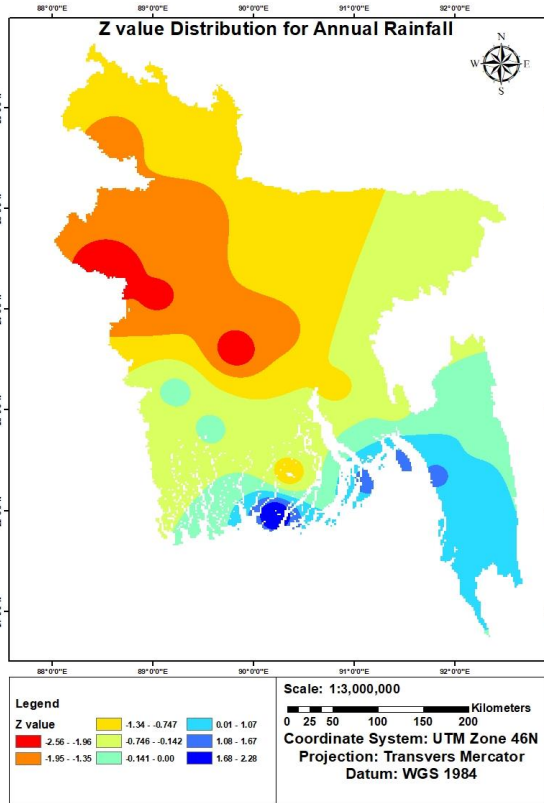 Z value Distribution for Annual Rainfall
88°0'0"E 89°0'0"E 90°0'0"E 91°0'0"E 92°0'0"E
N
W E
S
88°0'0"E 89°0'0"E 90°0'0"E 91°0'0"E 92°0'0"E
Legend
Z value
-2.56 - -1.96
-1.95 - -1.35
-1.34 - -0.747
-0.746 - -0.142
-0.141 - 0.00
0.01 - 1.07
1.08 - 1.67
1.68 - 2.28
Scale: 1:3,000,000
Kilometers
0 25 50 100 150 200
Coordinate System: UTM Zone 46N
Projection: Transvers Mercator
Datum: WGS 1984